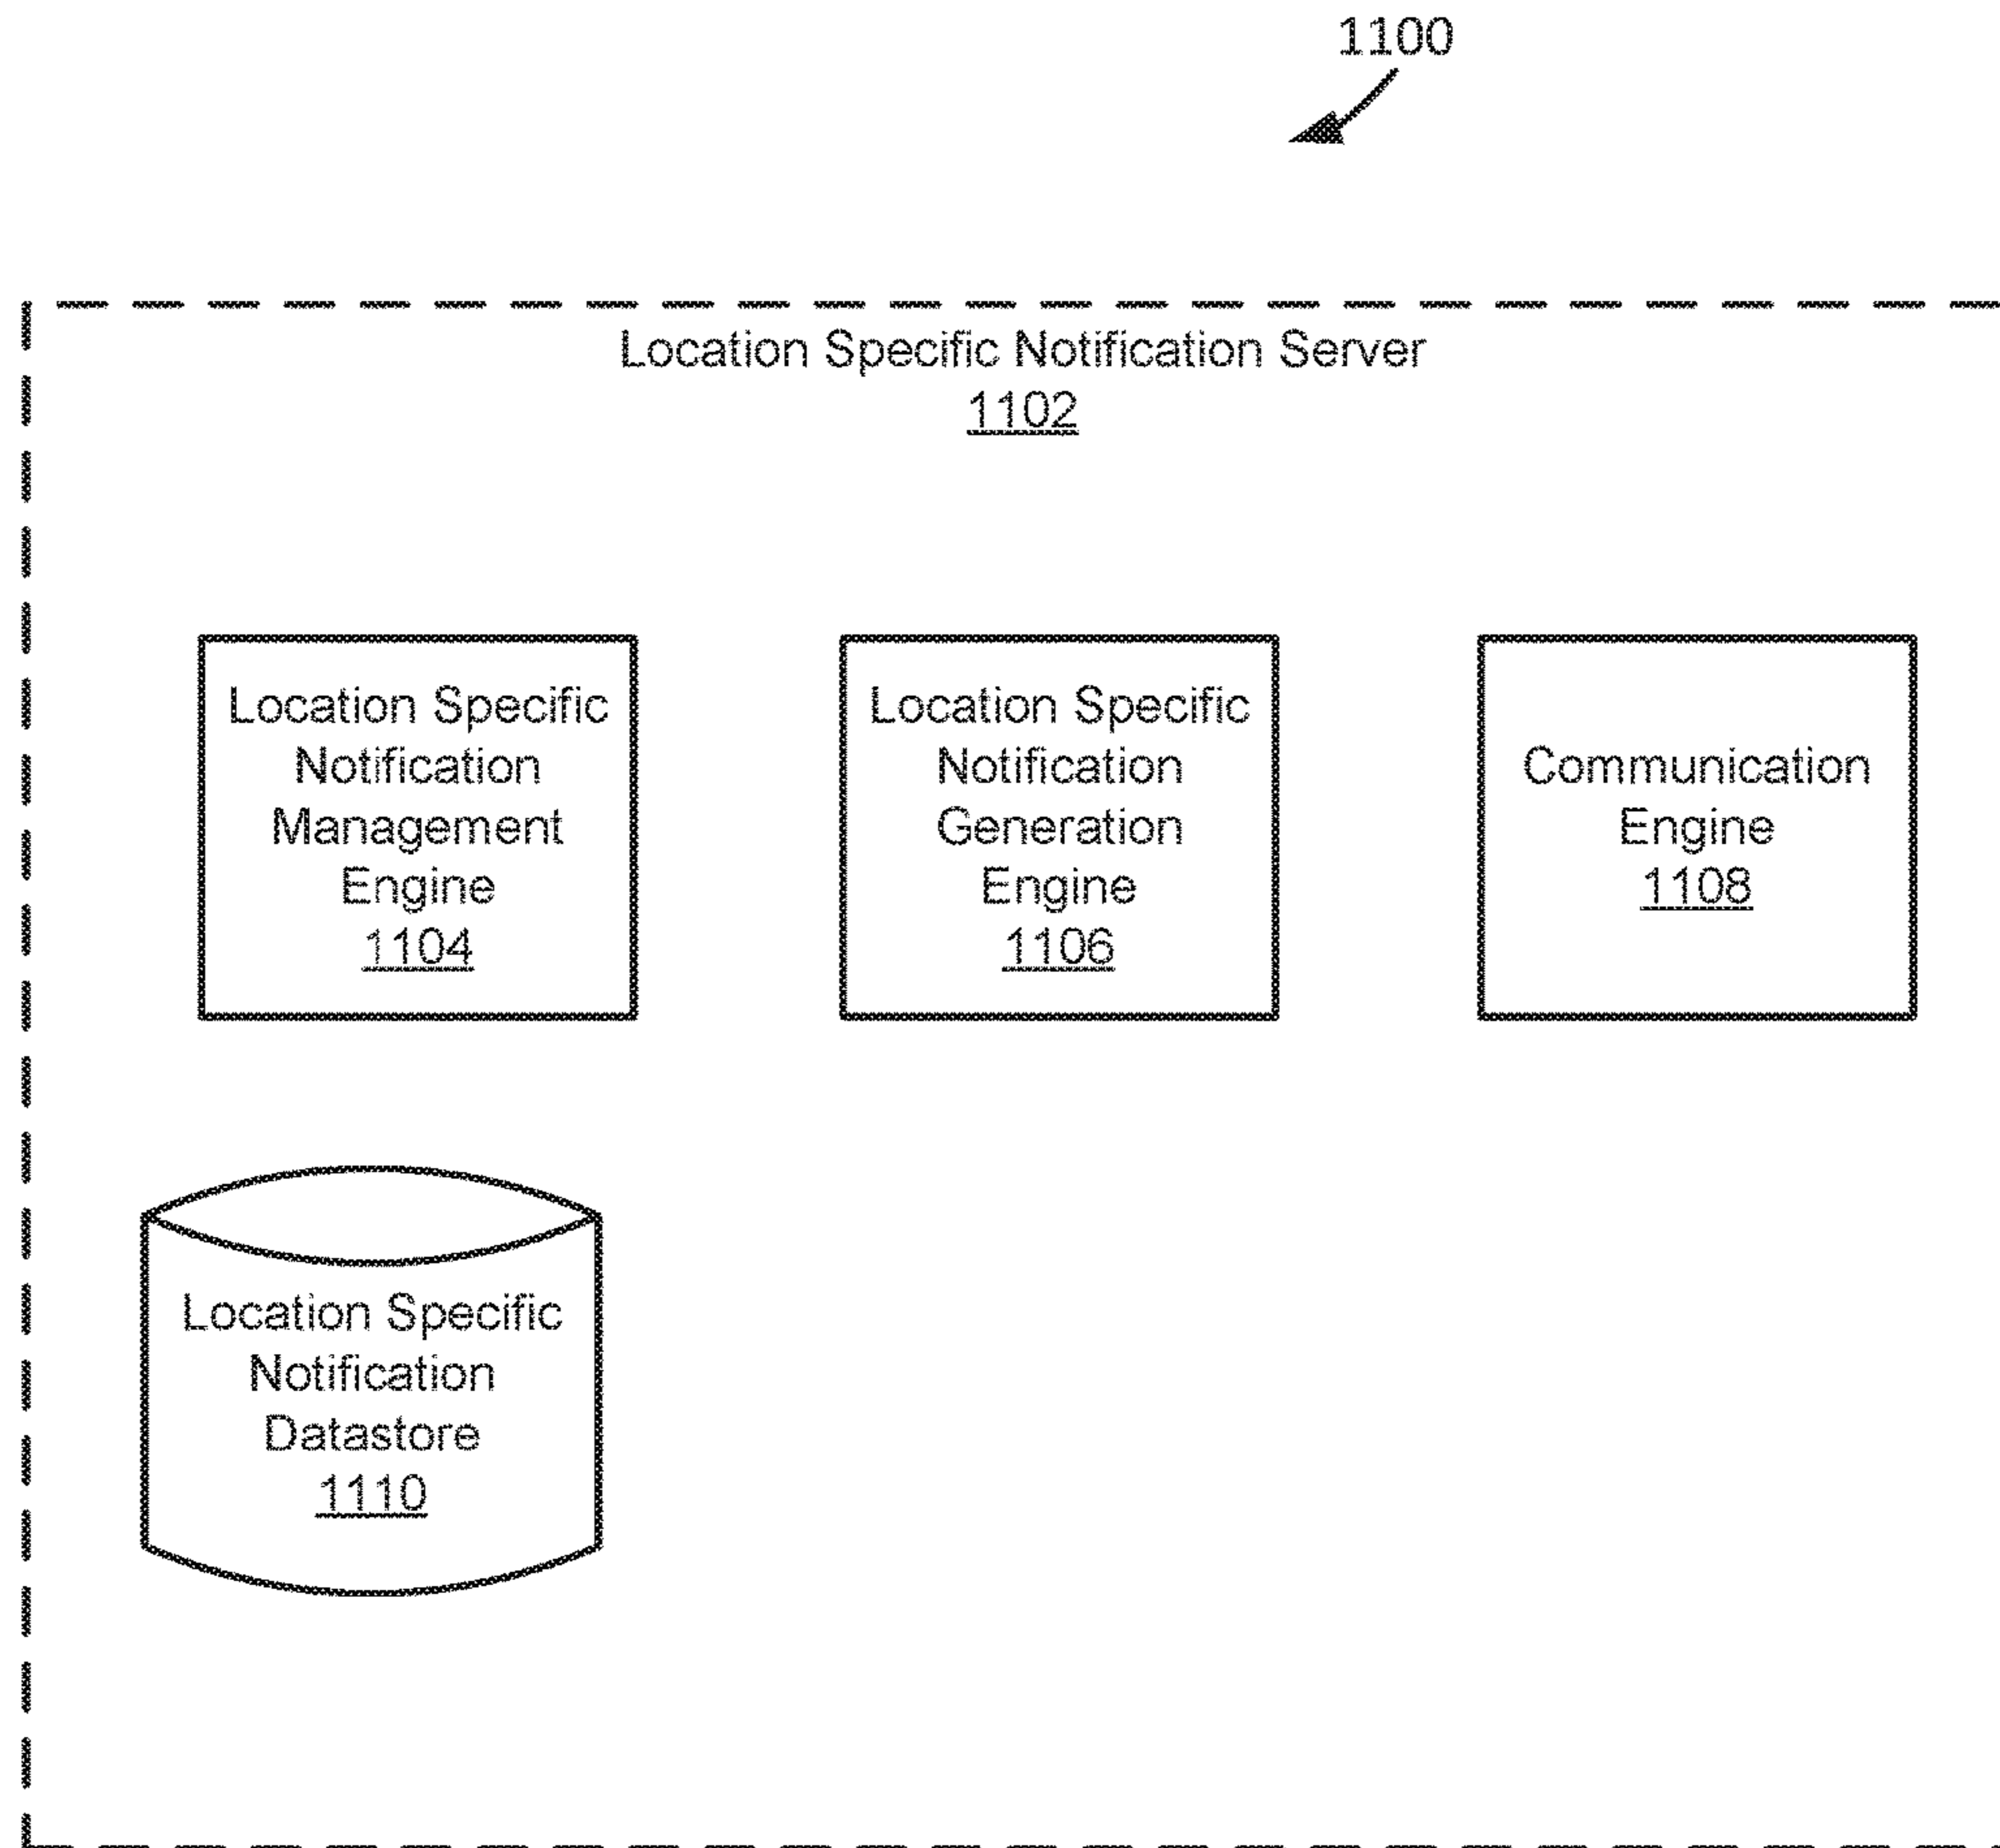 1100
Location Specific Notification Server
1102
Location Specific
Notification
Management
Engine
1104
Location Specific
Notification
Generation
Engine
1106
Communication
Engine
1108
Location Specific
Notification
Datastore
1110